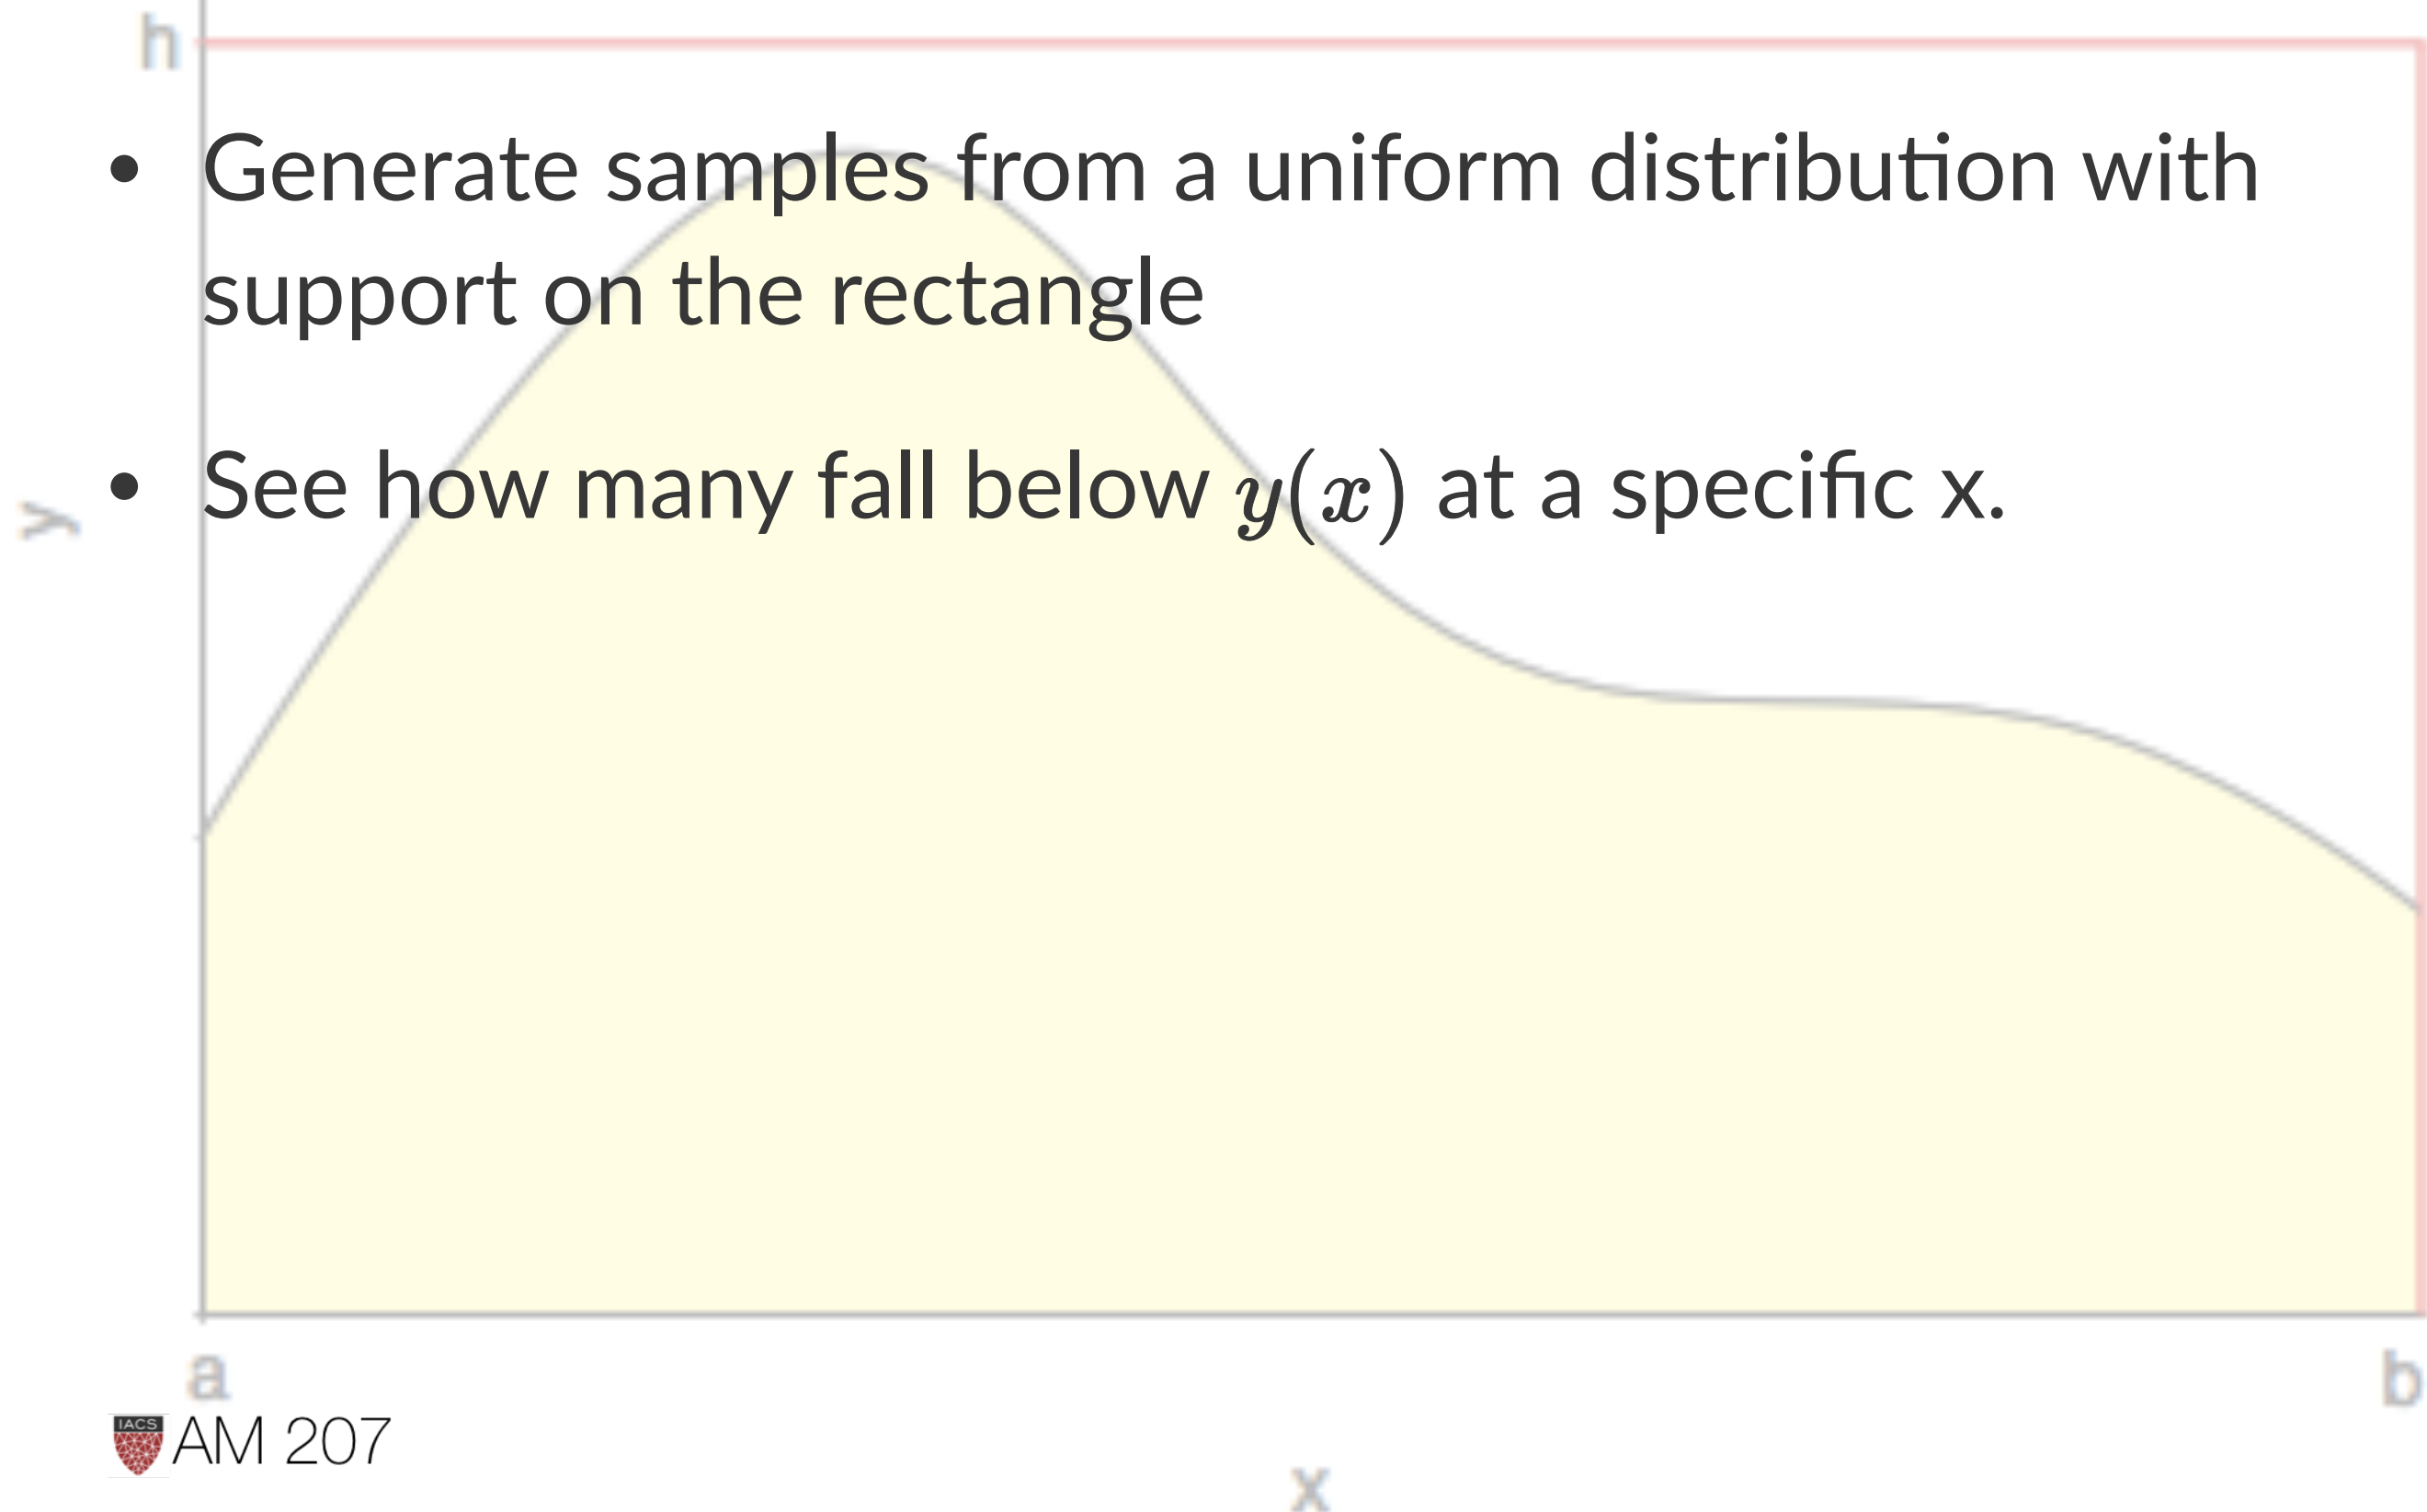 h
• Generate samples from a uniform distribution with
support on the rectangle
• See how many fall below y(x) at a specific x.
y
a
b
IACS
AM 207
x